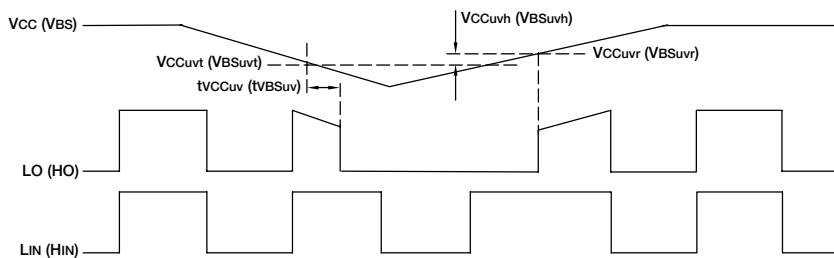 VCC (VBS)
VCCuvh (VBSuvh)
VCCuvt (VBSuvt)
VCCuvr (VBSuvr)
tVCCuv (tVBSuv)
LO (HO)
LIN (HIN)